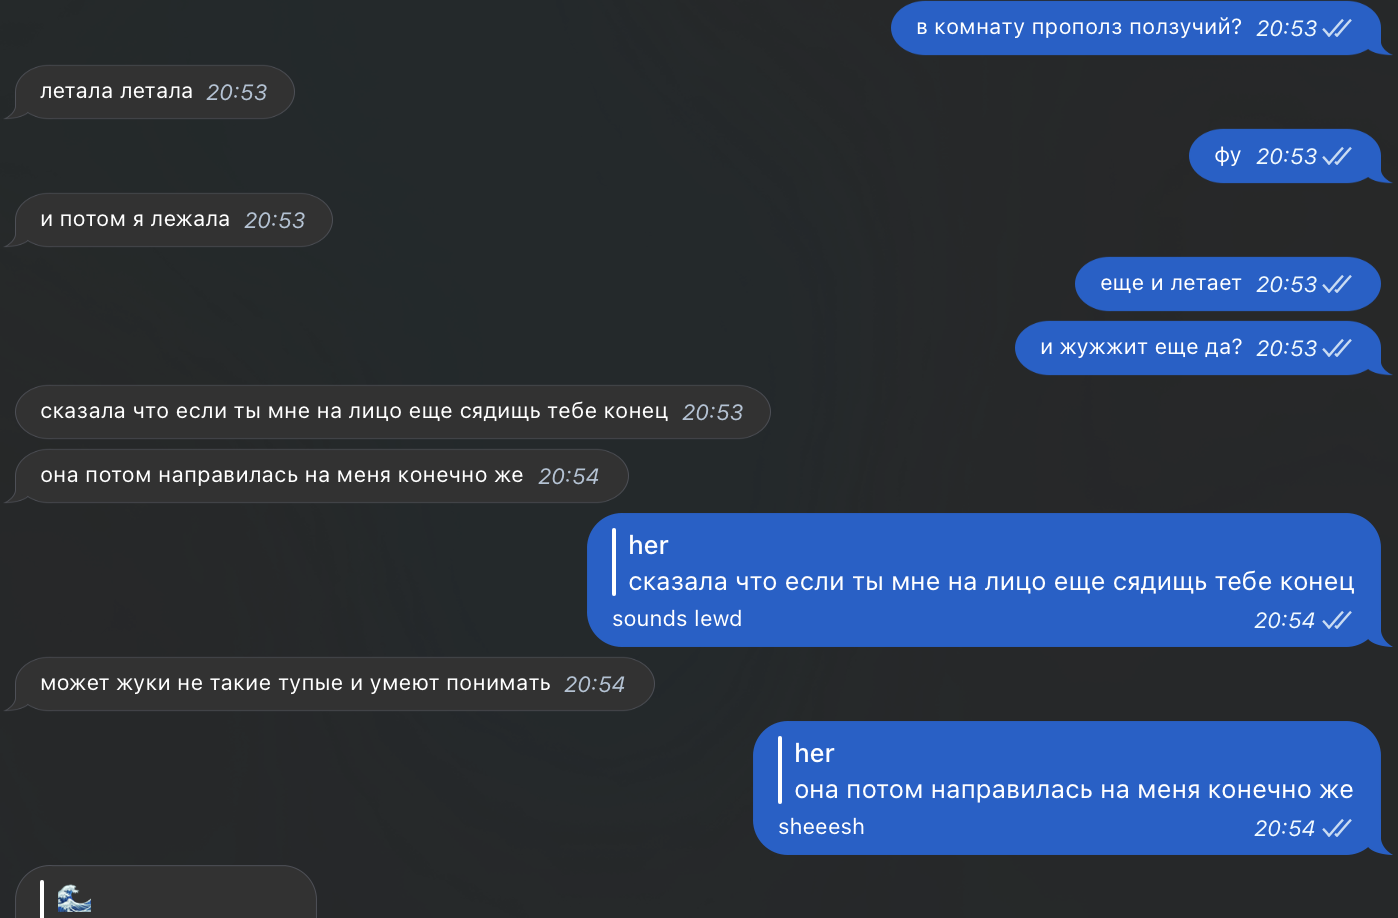 в комнату прополз ползучий? 20:53
летала летала 20:53
фу 20:53
и потом я лежала 20:53
еще и летает 20:53
и жужжит еще да? 20:53
сказала что если ты мне на лицо еще сядищь тебе конец 20:53
она потом направилась на меня конечно же 20:54
her
сказала что если ты мне на лицо еще сядищь тебе конец
sounds lewd 20:54
может жуки не такие тупые и умеют понимать 20:54
her
она потом направилась на меня конечно же
sheeesh 20:54
🌊